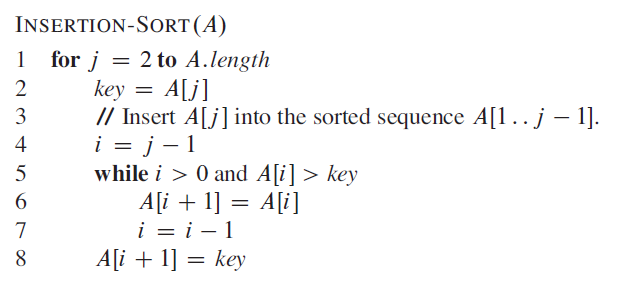 INSERTION-SORT(A)
1 for j = 2 to A.length
2 key = A[j]
3 // Insert A[j] into the sorted sequence A[1 . . j − 1].
4 i = j − 1
5 while i > 0 and A[i] > key
6 A[i + 1] = A[i]
7 i = i − 1
8 A[i + 1] = key